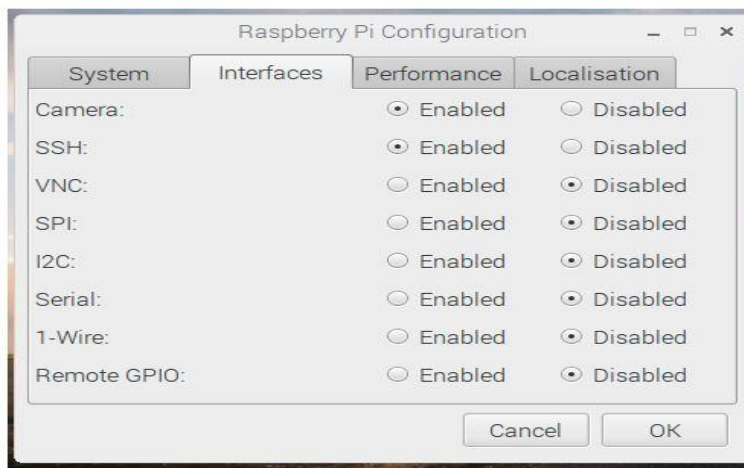 Raspberry Pi Configuration
System Interfaces Performance Localisation
Camera: Enabled Disabled
SSH: Enabled Disabled
VNC: Enabled Disabled
SPI: Enabled Disabled
I2C: Enabled Disabled
Serial: Enabled Disabled
1-Wire: Enabled Disabled
Remote GPIO: Enabled Disabled
Cancel OK